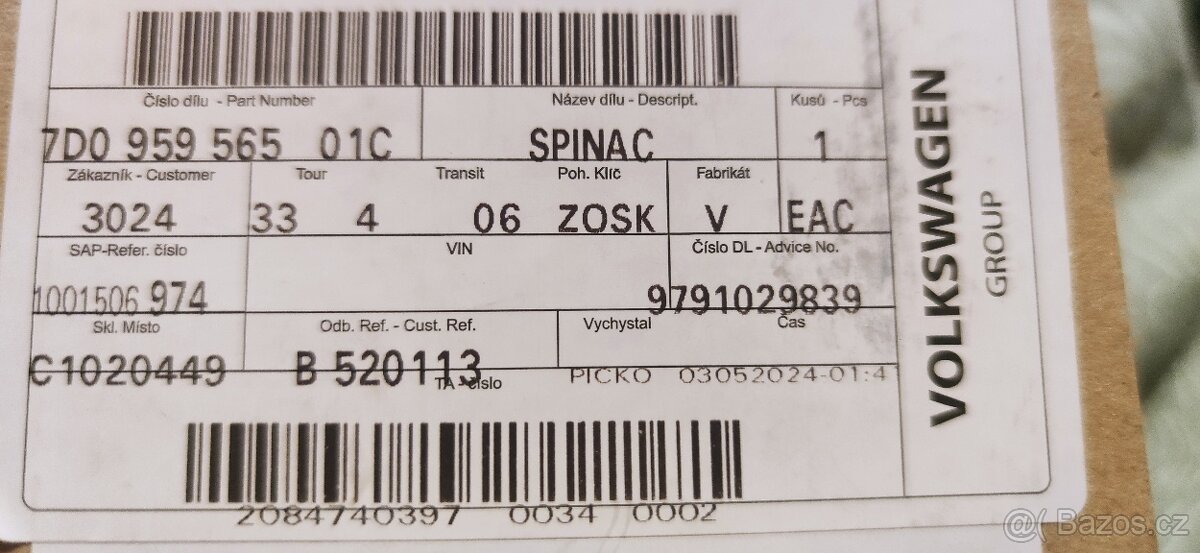 Číslo dílu - Part Number Název dílu - Descript. Kusů - Pcs
7D0 959 565 01C SPINAC 1
Zákazník - Customer Tour Transit Poh. Klíč Fabrikát
3024 33 4 06 ZOSK V EAC
SAP-Refer. číslo VIN Číslo DL - Advice No.
1001506 974 9791029839
Skl. Místo Odb. Ref. - Cust. Ref. Vychystal Čas
C1020449 B 520113 PICKO 03052024-01:4
TA - číslo
2084740397 0034 0002
VOLKSWAGEN
GROUP
@( Bazos.cz